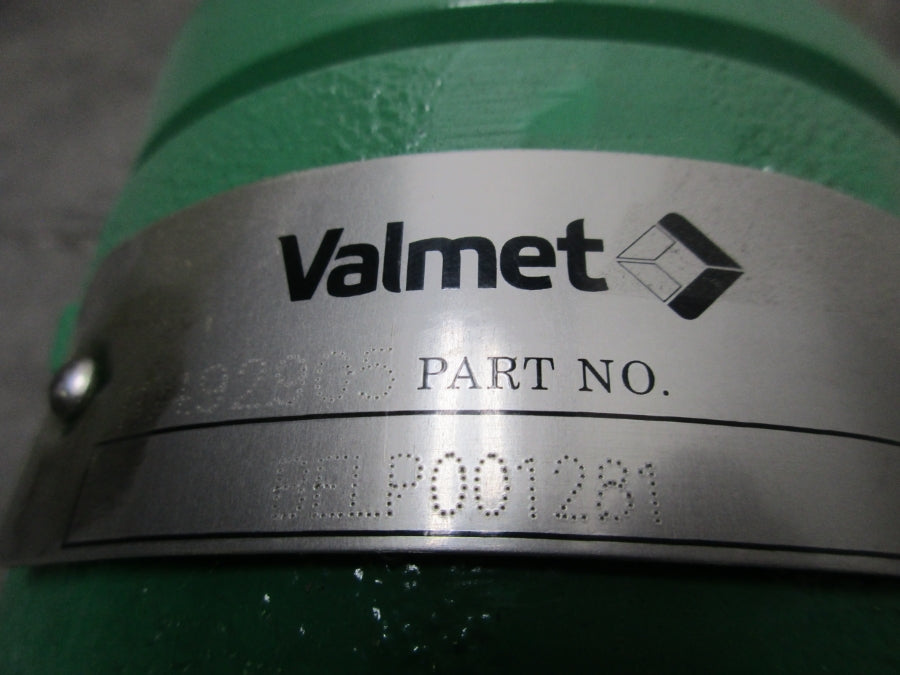 Valmet
PART NO.
BELP001281